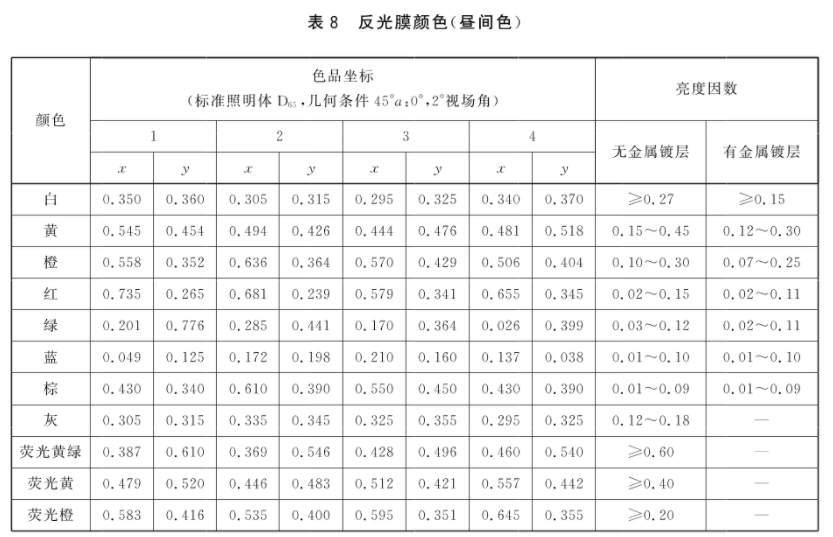 表 8 反光膜颜色(昼间色)
颜色 色品坐标 亮度因数
(标准照明体 D65,几何条件 45°a:0°,2°视场角)
1 2 3 4 无金属镀层 有金属镀层
x y x y x y x y
白 0.350 0.360 0.305 0.315 0.295 0.325 0.340 0.370 ≥0.27 ≥0.15
黄 0.545 0.454 0.494 0.426 0.444 0.476 0.481 0.518 0.15~0.45 0.12~0.30
橙 0.558 0.352 0.636 0.364 0.570 0.429 0.506 0.404 0.10~0.30 0.07~0.25
红 0.735 0.265 0.681 0.239 0.579 0.341 0.655 0.345 0.02~0.15 0.02~0.11
绿 0.201 0.776 0.285 0.441 0.170 0.364 0.026 0.399 0.03~0.12 0.02~0.11
蓝 0.049 0.125 0.172 0.198 0.210 0.160 0.137 0.038 0.01~0.10 0.01~0.10
棕 0.430 0.340 0.610 0.390 0.550 0.450 0.430 0.390 0.01~0.09 0.01~0.09
灰 0.305 0.315 0.335 0.345 0.325 0.355 0.295 0.325 0.12~0.18 —
荧光黄绿 0.387 0.610 0.369 0.546 0.428 0.496 0.460 0.540 ≥0.60 —
荧光黄 0.479 0.520 0.446 0.483 0.512 0.421 0.557 0.442 ≥0.40 —
荧光橙 0.583 0.416 0.535 0.400 0.595 0.351 0.645 0.355 ≥0.20 —